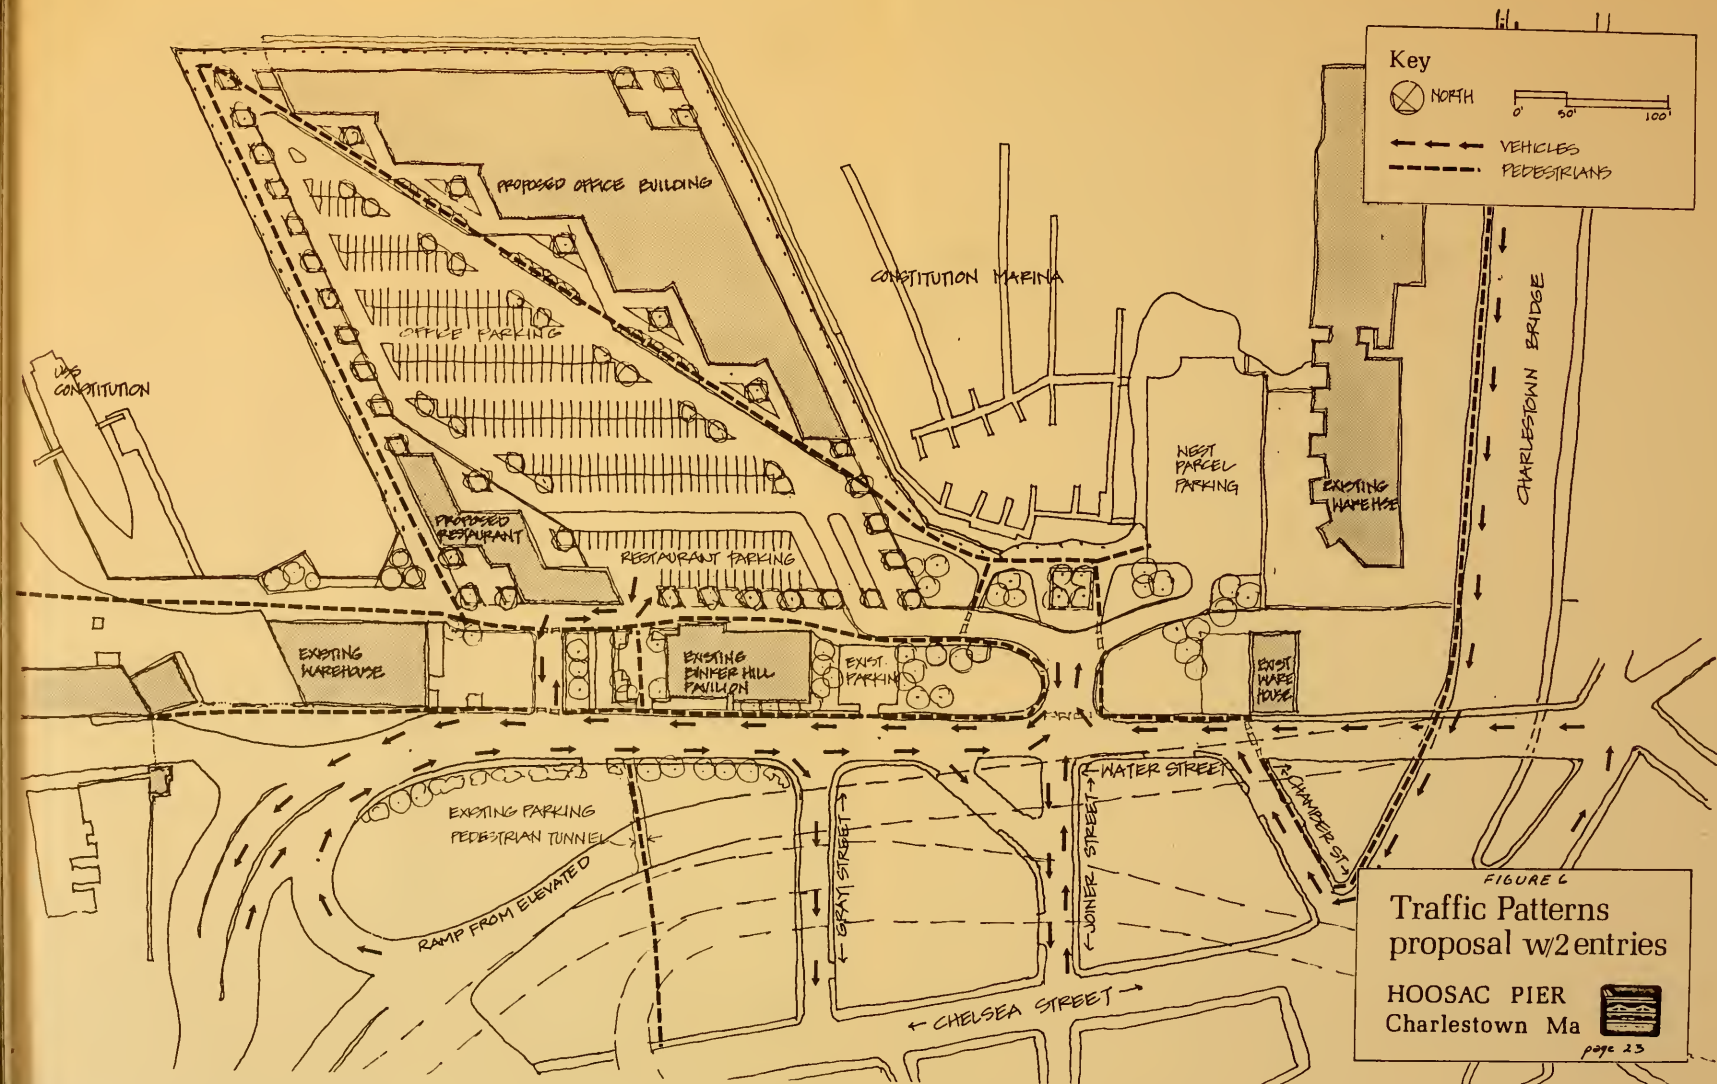 Key
NORTH
0' 50' 100'
VEHICLES
PEDESTRIANS
PROPOSED OFFICE BUILDING
CONSTITUTION MARINA
CHARLESTOWN BRIDGE
OFFICE PARKING
USS
CONSTITUTION
WEST
PARCEL
PARKING
EXISTING
WAREHSE
PROPOSED
RESTAURANT
RESTAURANT PARKING
EXISTING
WAREHOUSE
EXISTING
BUNKER HILL
PAVILION
EXIST.
PARKING
EXIST
WARE
HOUSE
WATER STREET
CHAMBER ST.
EXISTING PARKING
PEDESTRIAN TUNNEL
RAMP FROM ELEVATED
GRAY STREET
JOINER STREET
CHELSEA STREET
FIGURE 6
Traffic Patterns
proposal w/2 entries
HOOSAC PIER
Charlestown Ma
page 23